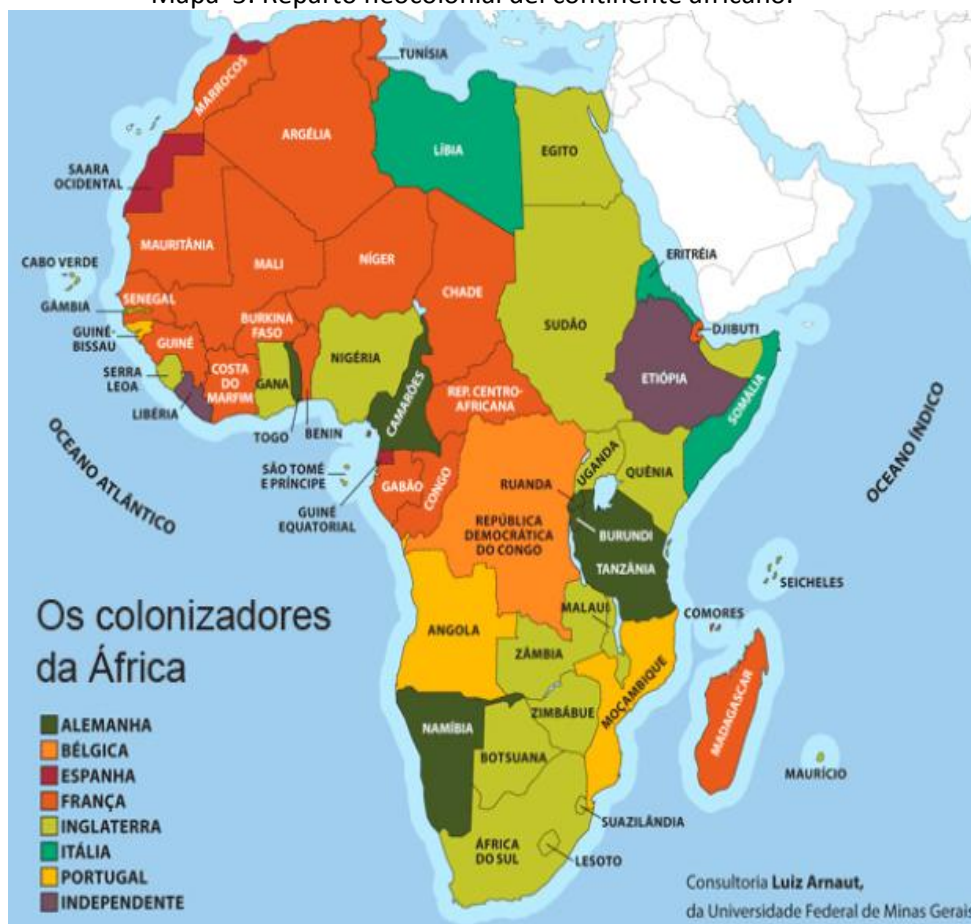 Mapa 3. Reparto neocolonial del continente africano.
TUNÍSIA
MARROCOS
ARGÉLIA
LÍBIA
EGITO
SAARA
OCIDENTAL
MAURITÂNIA
MALI
NÍGER
CHADE
SUDÃO
ERITRÉIA
CABO VERDE
GÂMBIA
SENEGAL
GUINÉ-
BISSAU
GUINÉ
BURKINA
FASO
NIGÉRIA
DJIBUTI
ETIÓPIA
SOMÁLIA
SERRA
LEOA
COSTA
DO
MARFIM
GANA
CAMARÕES
REP. CENTRO-
AFRICANA
LIBÉRIA
TOGO
BENIN
OCEANO ATLÂNTICO
OCEANO ÍNDICO
SÃO TOMÉ
E PRÍNCIPE
GUINÉ
EQUATORIAL
GABÃO
CONGO
UGANDA
QUÊNIA
RUANDA
REPÚBLICA
DEMOCRÁTICA
DO CONGO
BURUNDI
TANZÂNIA
SEICHELES
COMORES
MALAUÍ
ANGOLA
ZÂMBIA
MOÇAMBIQUE
MADAGASCAR
NAMÍBIA
ZIMBÁBUE
BOTSUANA
MAURÍCIO
SUAZILÂNDIA
ÁFRICA
DO SUL
LESOTO
Os colonizadores
da África
ALEMANHA
BÉLGICA
ESPANHA
FRANÇA
INGLATERRA
ITÁLIA
PORTUGAL
INDEPENDENTE
Consultoria Luiz Arnaut,
da Universidade Federal de Minas Gerais